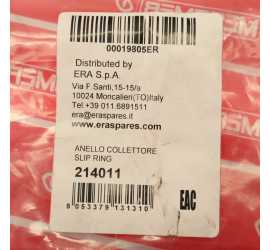 00019805ER
Distributed by
ERA S.p.A.
Via F.Santi,15-15/a
10024 Moncalieri(TO)Italy
Tel.+39 011.6891511
era@eraspares.it
www.eraspares.com
ANELLO COLLETTORE
SLIP RING
214011
EAC
8 053379 131310